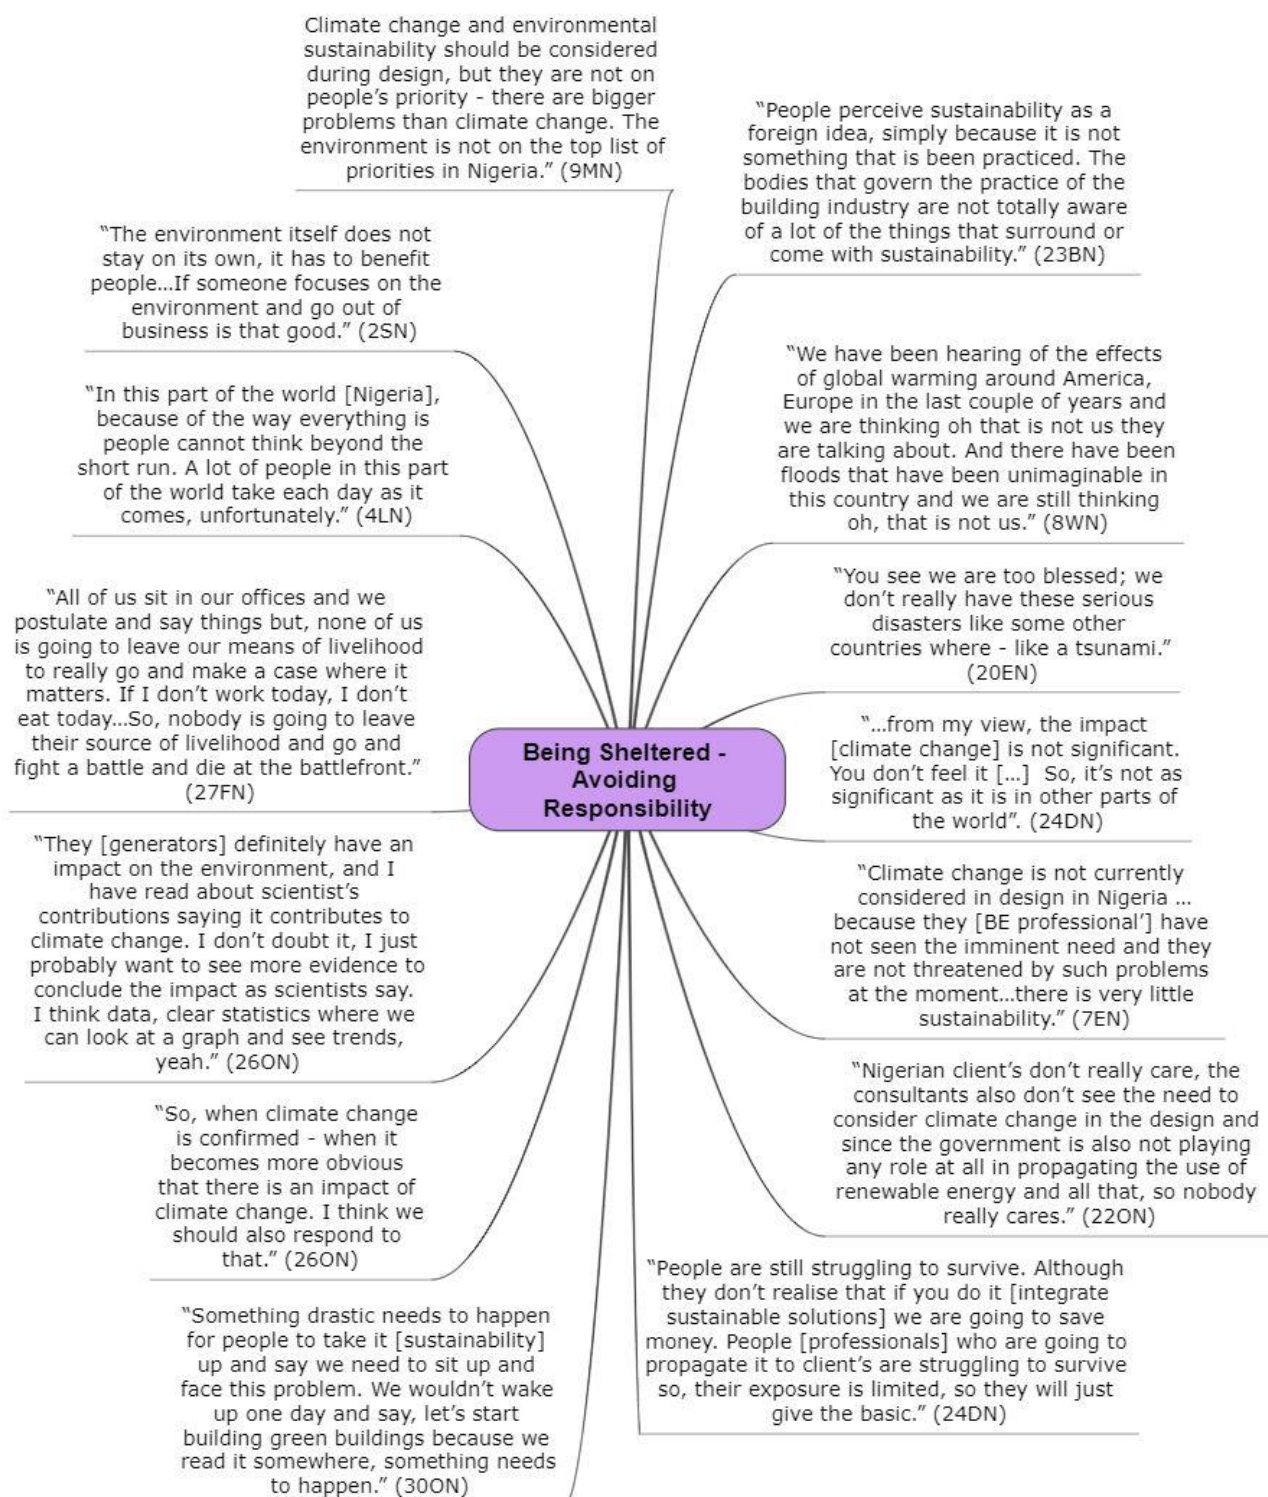 Climate change and environmental
sustainability should be considered
during design, but they are not on
people's priority - there are bigger
problems than climate change. The
environment is not on the top list of
priorities in Nigeria.” (9MN)
“The environment itself does not
stay on its own, it has to benefit
people...If someone focuses on the
environment and go out of
business is that good.” (2SN)
“In this part of the world [Nigeria],
because of the way everything is
people cannot think beyond the
short run. A lot of people in this part
of the world take each day as it
comes, unfortunately.” (4LN)
“All of us sit in our offices and we
postulate and say things but, none of us
is going to leave our means of livelihood
to really go and make a case where it
matters. If I don't work today, I don't
eat today...So, nobody is going to leave
their source of livelihood and go and
fight a battle and die at the battlefront.”
(27FN)
“They [generators] definitely have an
impact on the environment, and I
have read about scientist's
contributions saying it contributes to
climate change. I don't doubt it, I just
probably want to see more evidence to
conclude the impact as scientists say.
I think data, clear statistics where we
can look at a graph and see trends,
yeah.” (26ON)
“So, when climate change
is confirmed - when it
becomes more obvious
that there is an impact of
climate change. I think we
should also respond to
that.” (26ON)
“Something drastic needs to happen
for people to take it [sustainability]
up and say we need to sit up and
face this problem. We wouldn't wake
up one day and say, let's start
building green buildings because we
read it somewhere, something needs
to happen.” (30ON)
Being Sheltered -
Avoiding
Responsibility
“People perceive sustainability as a
foreign idea, simply because it is not
something that is been practiced. The
bodies that govern the practice of the
building industry are not totally aware
of a lot of the things that surround or
come with sustainability.” (23BN)
“We have been hearing of the effects
of global warming around America,
Europe in the last couple of years and
we are thinking oh that is not us they
are talking about. And there have been
floods that have been unimaginable in
this country and we are still thinking
oh, that is not us.” (8WN)
“You see we are too blessed; we
don't really have these serious
disasters like some other
countries where - like a tsunami.”
(20EN)
“...from my view, the impact
[climate change] is not significant.
You don't feel it [...] So, it's not as
significant as it is in other parts of
the world”. (24DN)
“Climate change is not currently
considered in design in Nigeria ...
because they [BE professional'] have
not seen the imminent need and they
are not threatened by such problems
at the moment...there is very little
sustainability.” (7EN)
“Nigerian client's don't really care, the
consultants also don't see the need to
consider climate change in the design and
since the government is also not playing
any role at all in propagating the use of
renewable energy and all that, so nobody
really cares.” (22ON)
“People are still struggling to survive. Although
they don't realise that if you do it [integrate
sustainable solutions] we are going to save
money. People [professionals] who are going to
propagate it to client's are struggling to survive
so, their exposure is limited, so they will just
give the basic.” (24DN)